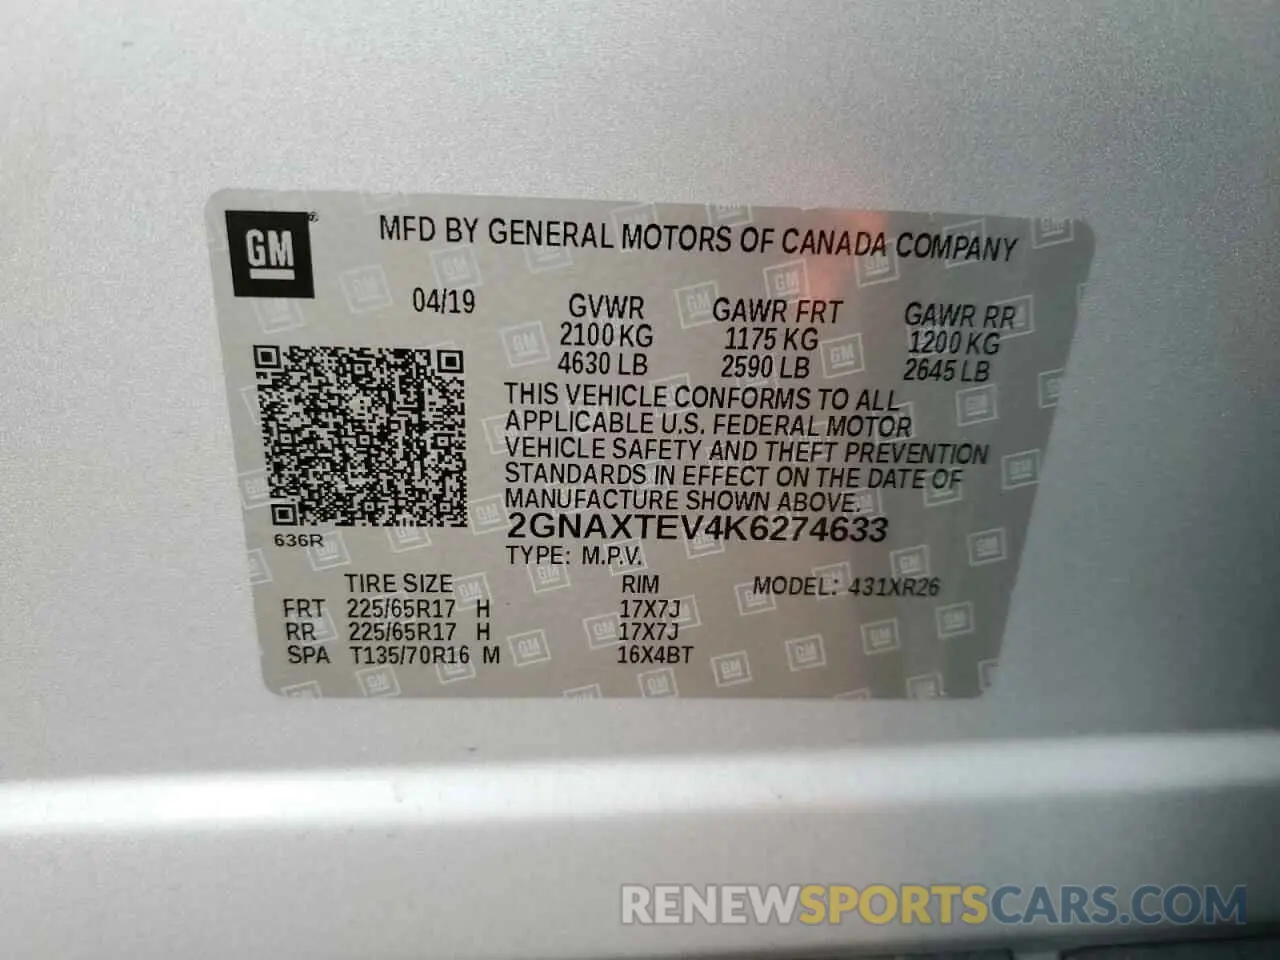 GM
MFD BY GENERAL MOTORS OF CANADA COMPANY
04/19 GVWR GAWR FRT GAWR RR
2100 KG 1175 KG 1200 KG
4630 LB 2590 LB 2645 LB
THIS VEHICLE CONFORMS TO ALL
APPLICABLE U.S. FEDERAL MOTOR
VEHICLE SAFETY AND THEFT PREVENTION
STANDARDS IN EFFECT ON THE DATE OF
MANUFACTURE SHOWN ABOVE.
2GNAXTEV4K6274633
636R
TYPE: M.P.V.
TIRE SIZE RIM MODEL: 431XR26
FRT 225/65R17 H 17X7J
RR 225/65R17 H 17X7J
SPA T135/70R16 M 16X4BT
RENEWSPORTSCARS.COM